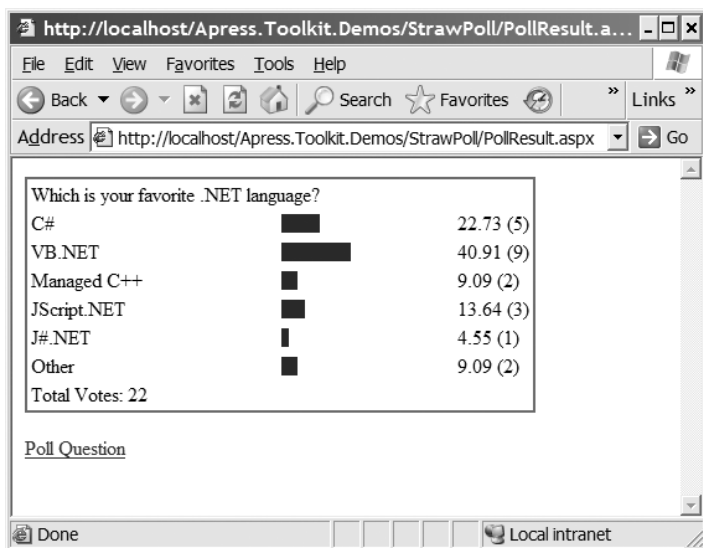 http://localhost/Apress.Toolkit.Demos/StrawPoll/PollResult.a...
File Edit View Favorites Tools Help
Back Search Favorites » Links »
Address http://localhost/Apress.Toolkit.Demos/StrawPoll/PollResult.aspx Go
Which is your favorite .NET language?
C# 22.73 (5)
VB.NET 40.91 (9)
Managed C++ 9.09 (2)
JScript.NET 13.64 (3)
J#.NET 4.55 (1)
Other 9.09 (2)
Total Votes: 22
Poll Question
Done Local intranet